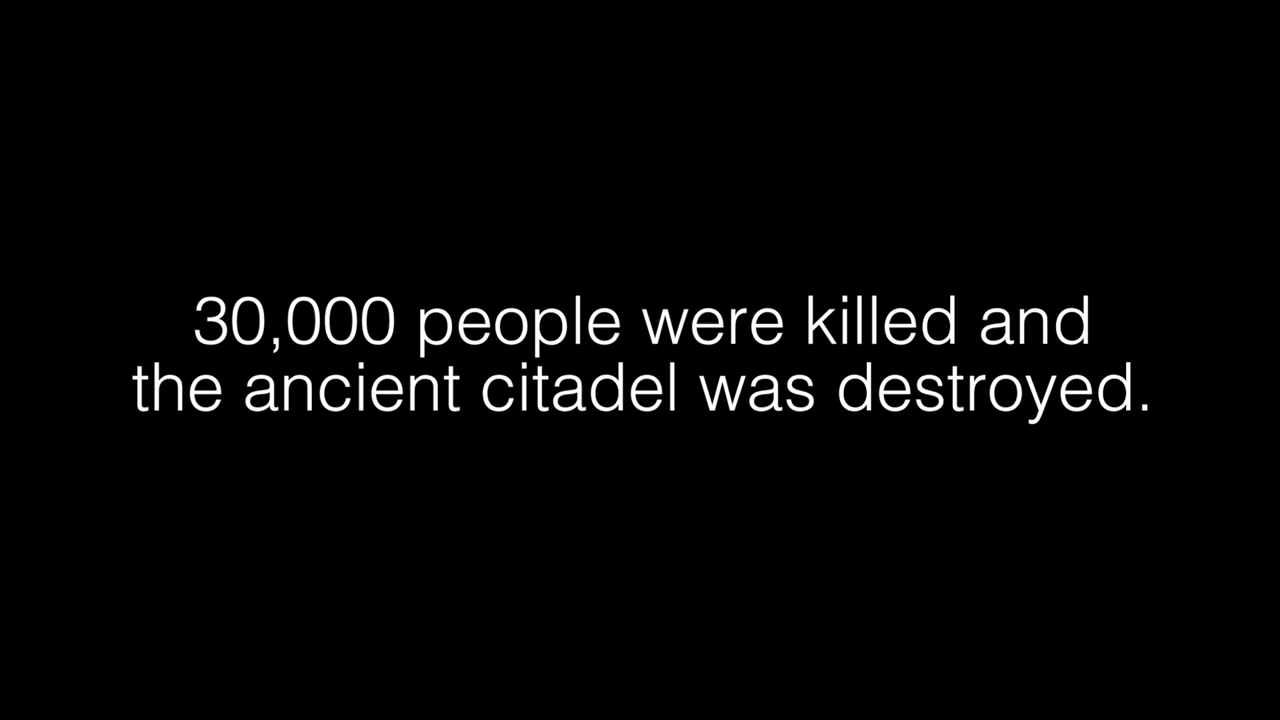 30,000 people were killed and
the ancient citadel was destroyed.